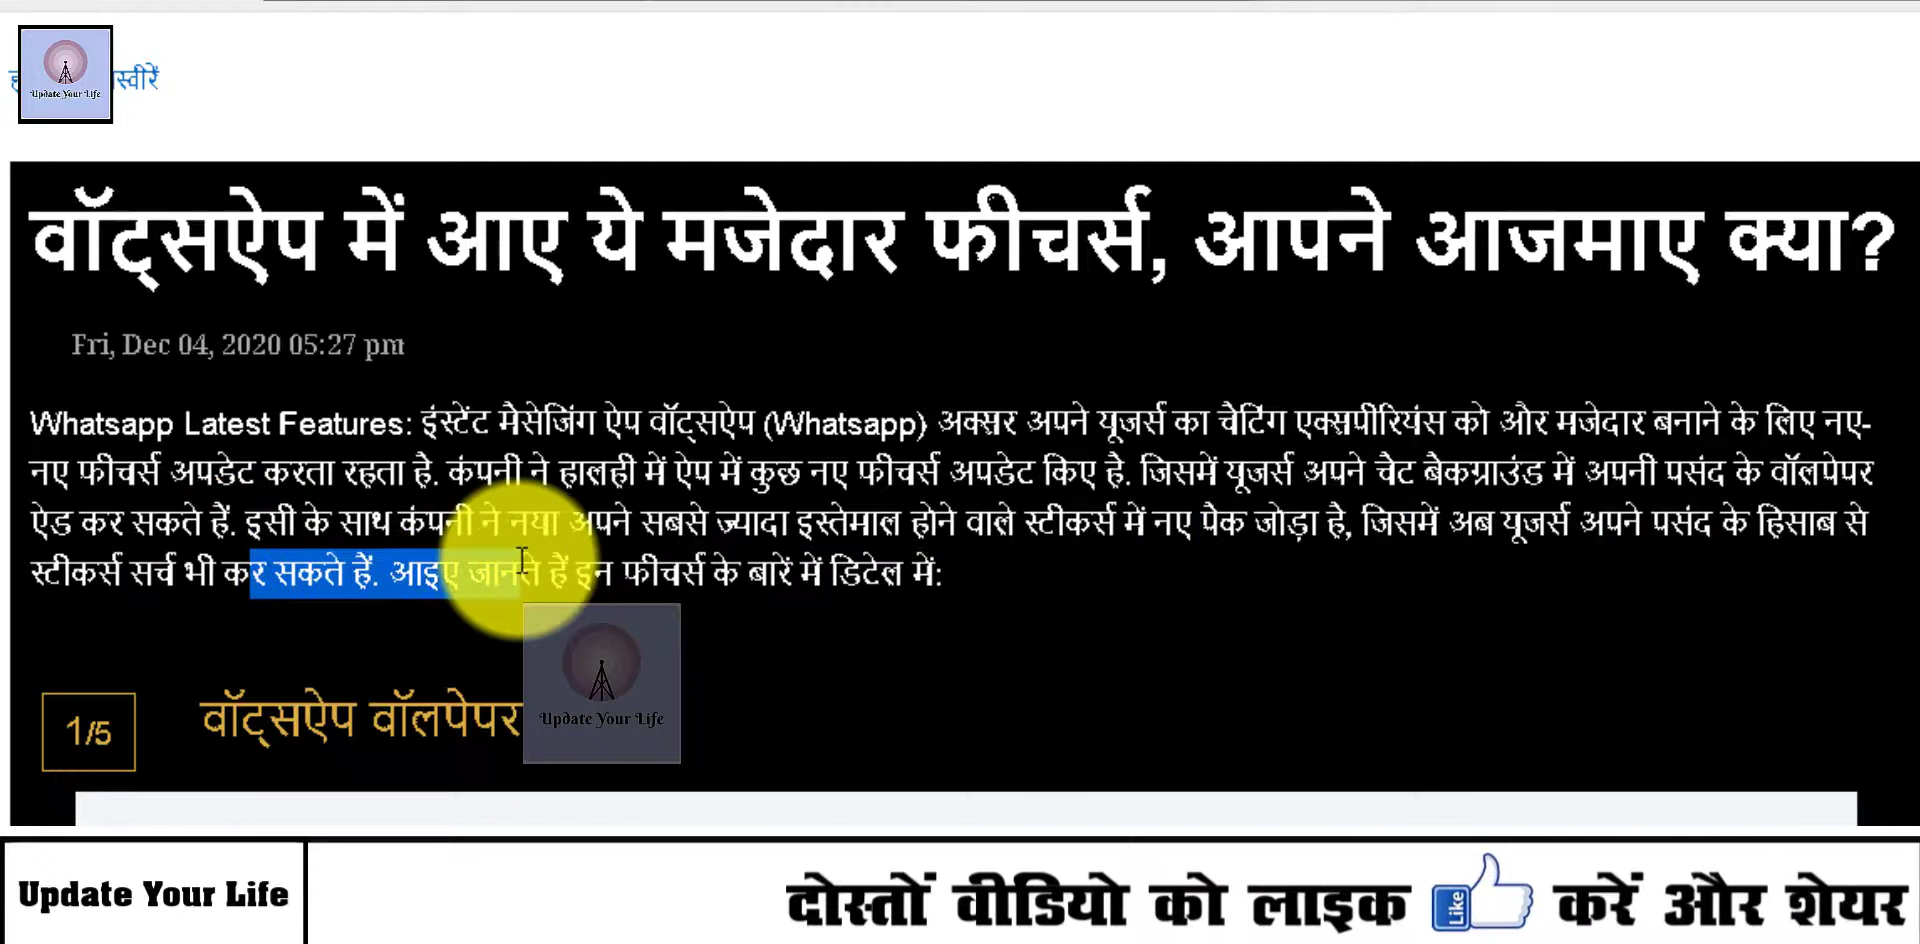 Update Your Life
स्वीरें
वॉट्सऐप में आए ये मजेदार फीचर्स, आपने आजमाए क्या?
Fri, Dec 04, 2020 05:27 pm
Whatsapp Latest Features: इंस्टेंट मैसेजिंग ऐप वॉट्सऐप (Whatsapp) अक्सर अपने यूजर्स का चैटिंग एक्सपीरियंस को और मजेदार बनाने के लिए नए-
नए फीचर्स अपडेट करता रहता है. कंपनी ने हालही में ऐप में कुछ नए फीचर्स अपडेट किए है. जिसमें यूजर्स अपने चैट बैकग्राउंड में अपनी पसंद के वॉलपेपर
ऐड कर सकते हैं. इसी के साथ कंपनी ने नया अपने सबसे ज्यादा इस्तेमाल होने वाले स्टीकर्स में नए पैक जोड़ा है, जिसमें अब यूजर्स अपने पसंद के हिसाब से
स्टीकर्स सर्च भी कर सकते हैं. आइए जानते हैं इन फीचर्स के बारें में डिटेल में:
1/5 वॉट्सऐप वॉलपेपर
Update Your Life
Update Your Life
दोस्तों वीडियो को लाइक Like करें और शेयर